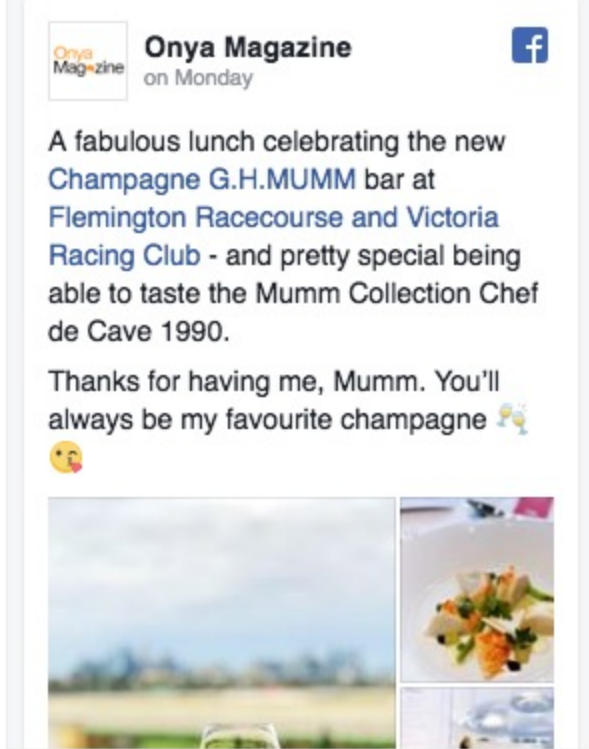 Onya
Magazine
Onya Magazine
on Monday
A fabulous lunch celebrating the new
Champagne G.H.MUMM bar at
Flemington Racecourse and Victoria
Racing Club - and pretty special being
able to taste the Mumm Collection Chef
de Cave 1990.
Thanks for having me, Mumm. You'll
always be my favourite champagne 🥂
😘